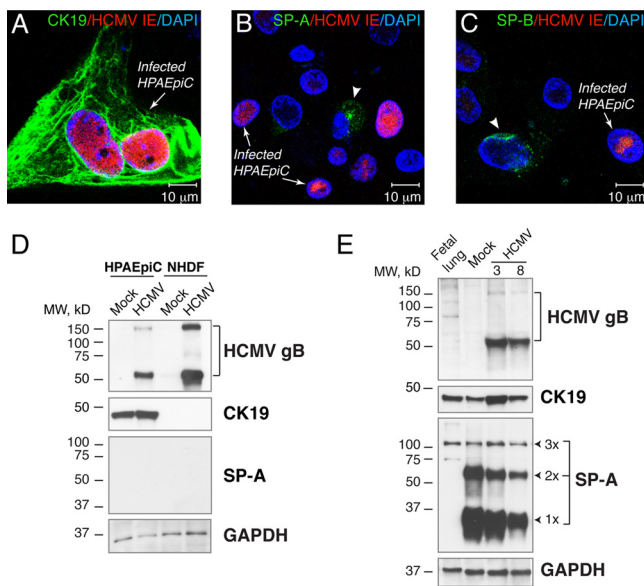 A
CK19/HCMV IE/DAPI
Infected
HPAEpiC
10 μm
B
SP-A/HCMV IE/DAPI
Infected
HPAEpiC
10 μm
C
SP-B/HCMV IE/DAPI
Infected
HPAEpiC
10 μm
D
HPAEpiC NHDF
MW, kD
Mock
HCMV
Mock
HCMV
150
100
75
50
HCMV gB
50
CK19
100
75
50
37
SP-A
37
GAPDH
E
Fetal
lung
Mock
HCMV
3 8
MW, kD
150
100
75
50
HCMV gB
50
CK19
100
75
50
37
3x
2x
1x
SP-A
37
GAPDH